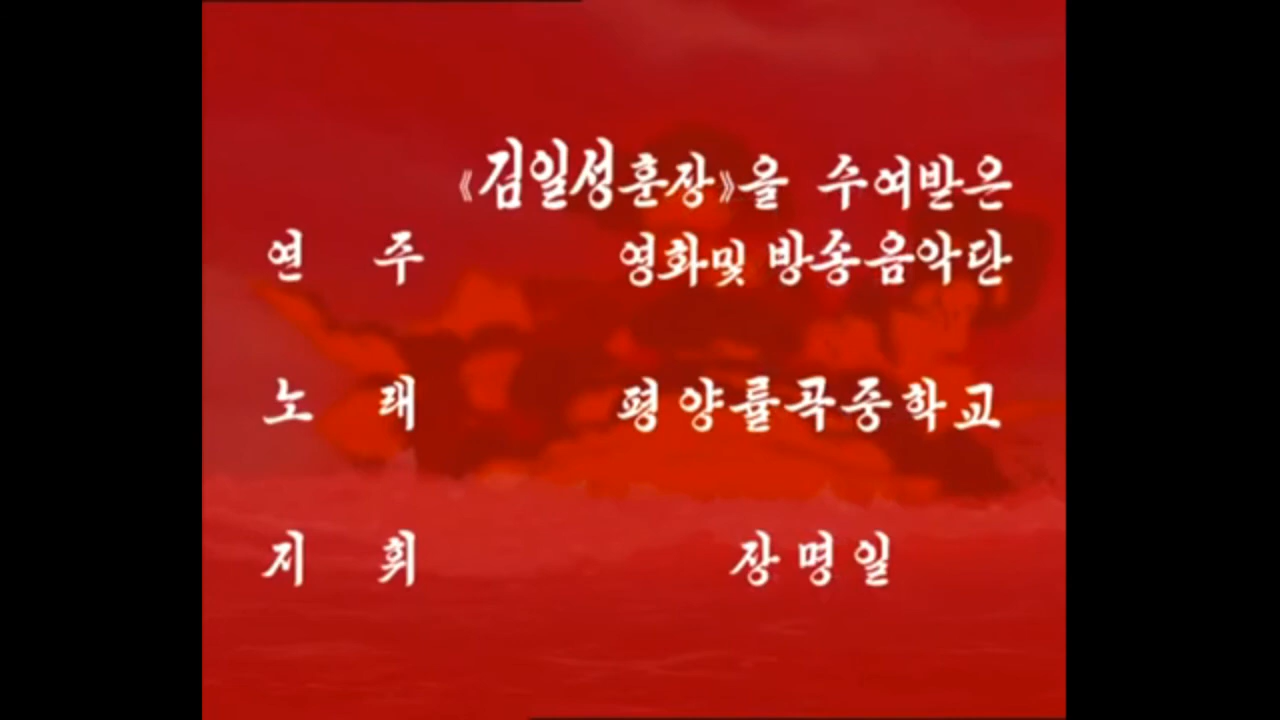 《김일성훈장》을 수여받은
연 주 영화및 방송음악단
노 래 평양률곡중학교
지 휘 장명일